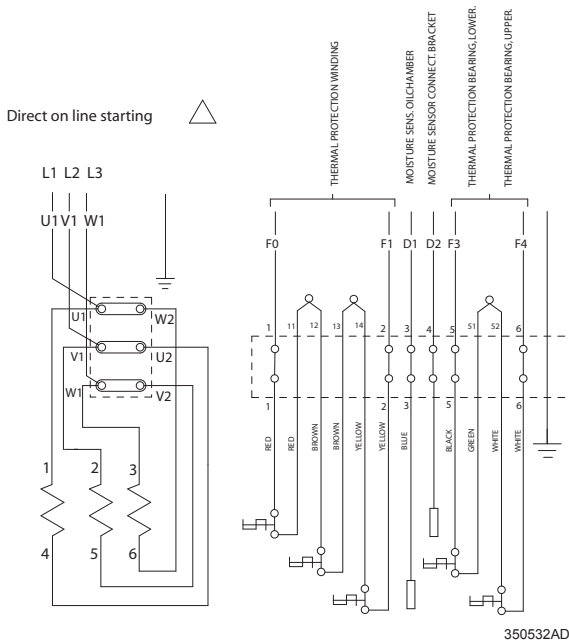 THERMAL PROTECTION WINDING
MOISTURE SENS. OILCHAMBER
MOISTURE SENSOR CONNECT. BRACKET
THERMAL PROTECTION BEARING, LOWER.
THERMAL PROTECTION BEARING, UPPER.
Direct on line starting
L1 L2 L3
U1 V1 W1
F0 F1 D1 D2 F3 F4
U1 W2
V1 U2
W1 V2
1 11 12 13 14 2 3 4 5 51 52 6
1 2 3 5 6
RED
RED
BROWN
BROWN
YELLOW
YELLOW
BLUE
BLACK
GREEN
WHITE
WHITE
1 2 3
4 5 6
350532AD